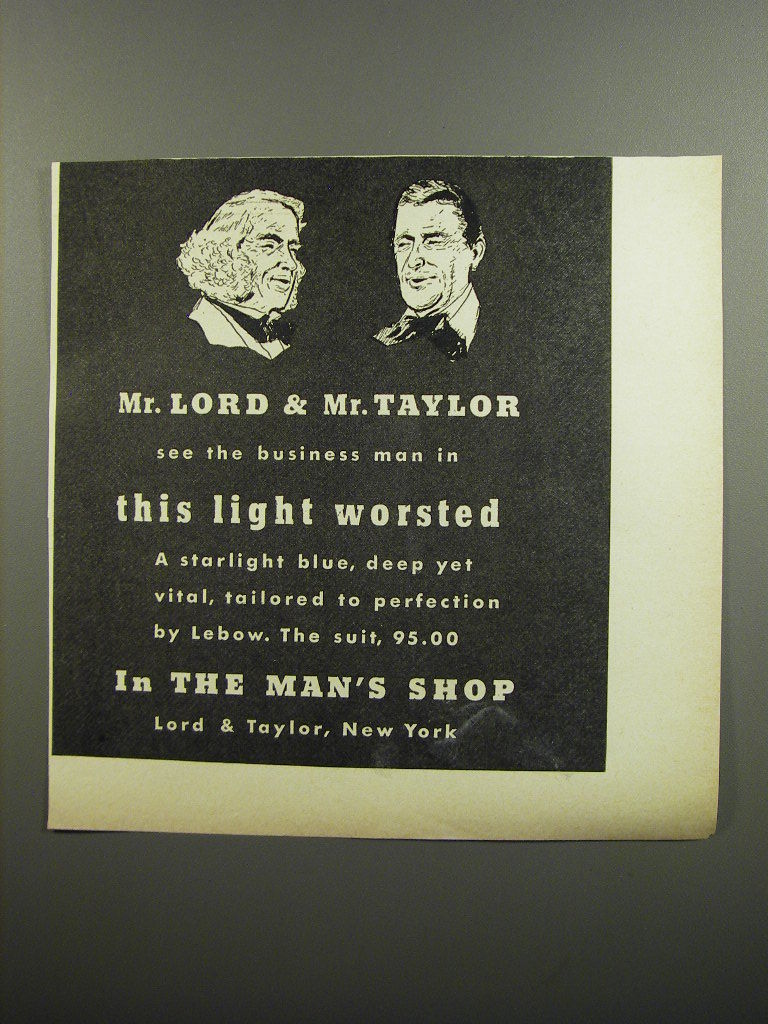 Mr. LORD & Mr. TAYLOR
see the business man in
this light worsted
A starlight blue, deep yet
vital, tailored to perfection
by Lebow. The suit, 95.00
In THE MAN'S SHOP
Lord & Taylor, New York